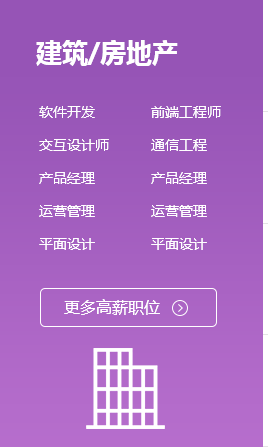 建筑/房地产
软件开发 前端工程师
交互设计师 通信工程
产品经理 产品经理
运营管理 运营管理
平面设计 平面设计
更多高薪职位